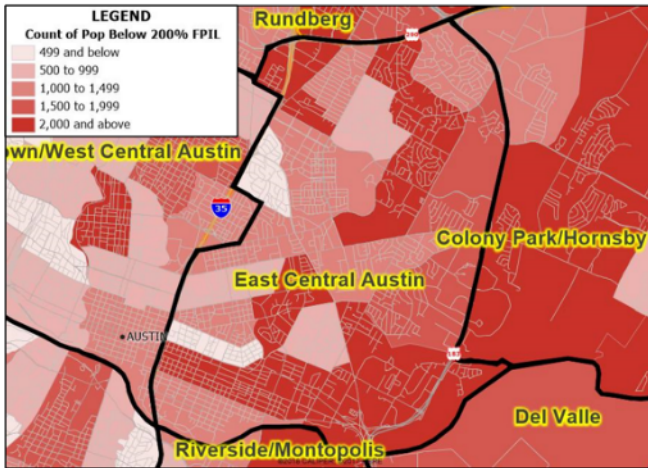 LEGEND
Count of Pop Below 200% FPIL
499 and below
500 to 999
1,000 to 1,499
1,500 to 1,999
2,000 and above
Rundberg
290
own/West Central Austin
35
Colony Park/Hornsby
East Central Austin
AUSTIN
183
Del Valle
Riverside/Montopolis